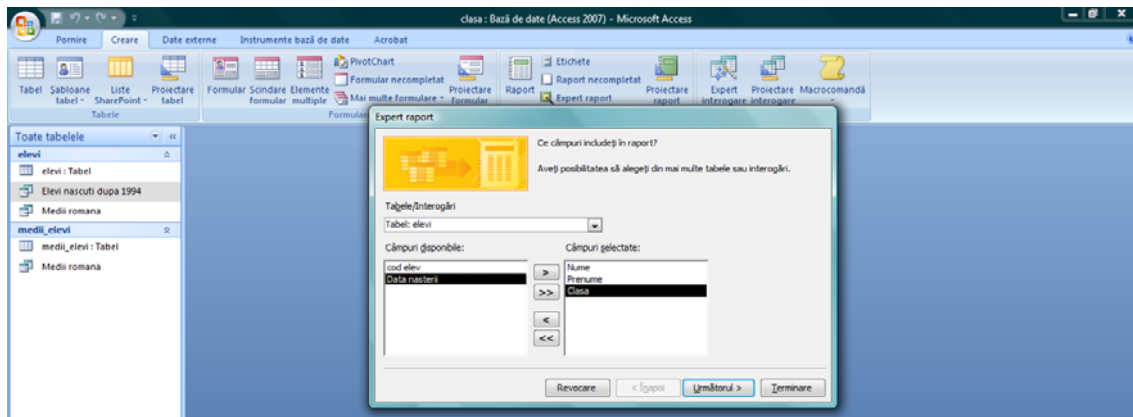 clasa : Bază de date (Access 2007) - Microsoft Access
Pornire Creare Date externe Instrumente bază de date Acrobat
Tabel
Șabloane tabel
Liste SharePoint
Proiectare tabel
Tabele
Formular
Scindare formular
Elemente multiple
PivotChart
Formular necompletat
Mai multe formulare
Proiectare formular
Formular
Raport
Etichete
Raport necompletat
Expert raport
Proiectare raport
Expert interogare
Proiectare interogare
Macrocomandă
Toate tabelele
elevi
elevi : Tabel
Elevi nascuti dupa 1994
Medii romana
medii_elevi
medii_elevi : Tabel
Medii romana
Expert raport
Ce câmpuri includeți în raport?
Aveți posibilitatea să alegeți din mai multe tabele sau interogări.
Tabele/Interogări
Tabel: elevi
Câmpuri disponibile:
cod elev
Data nasterii
>
>>
<
<<
Câmpuri selectate:
Nume
Prenume
Clasa
Revocare < Înapoi Următorul > Terminare